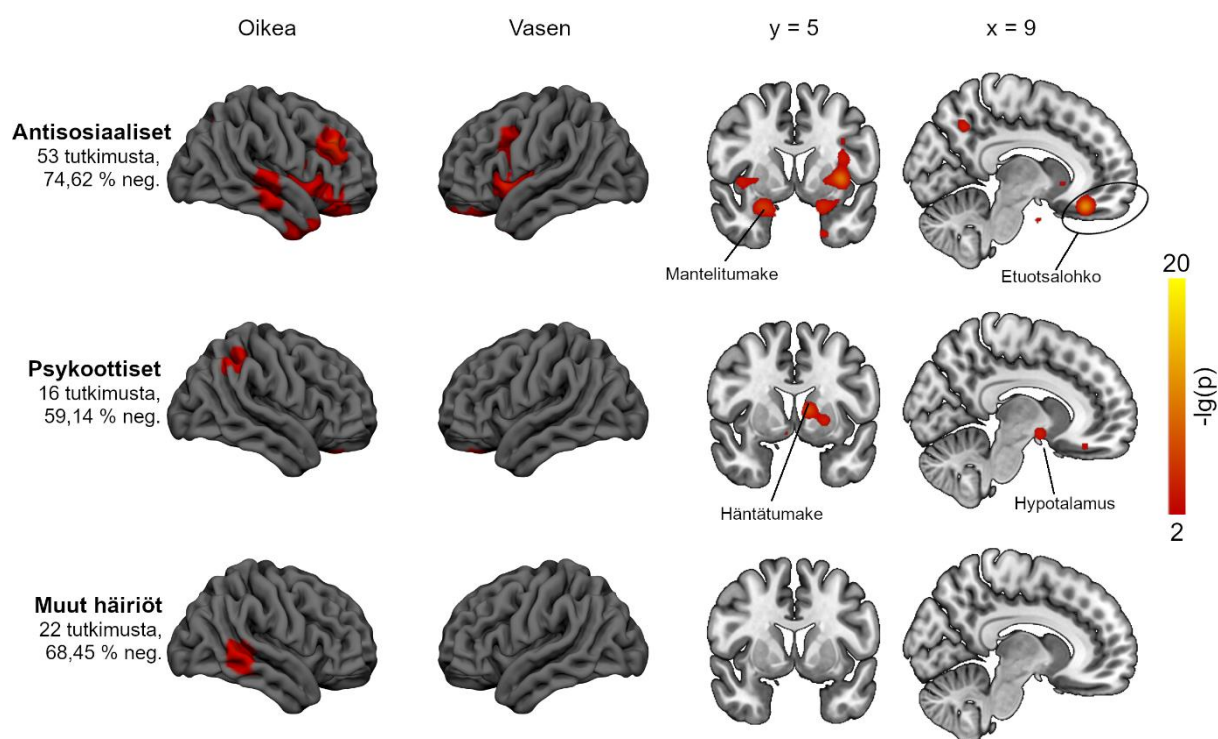 Oikea
Vasen
y = 5
x = 9
Antisosiaaliset
53 tutkimusta,
74,62 % neg.
Mantelitumake
Etuotsalohko
Psykoottiset
16 tutkimusta,
59,14 % neg.
Häntätumake
Hypotalamus
Muut häiriöt
22 tutkimusta,
68,45 % neg.
20
-lg(p)
2